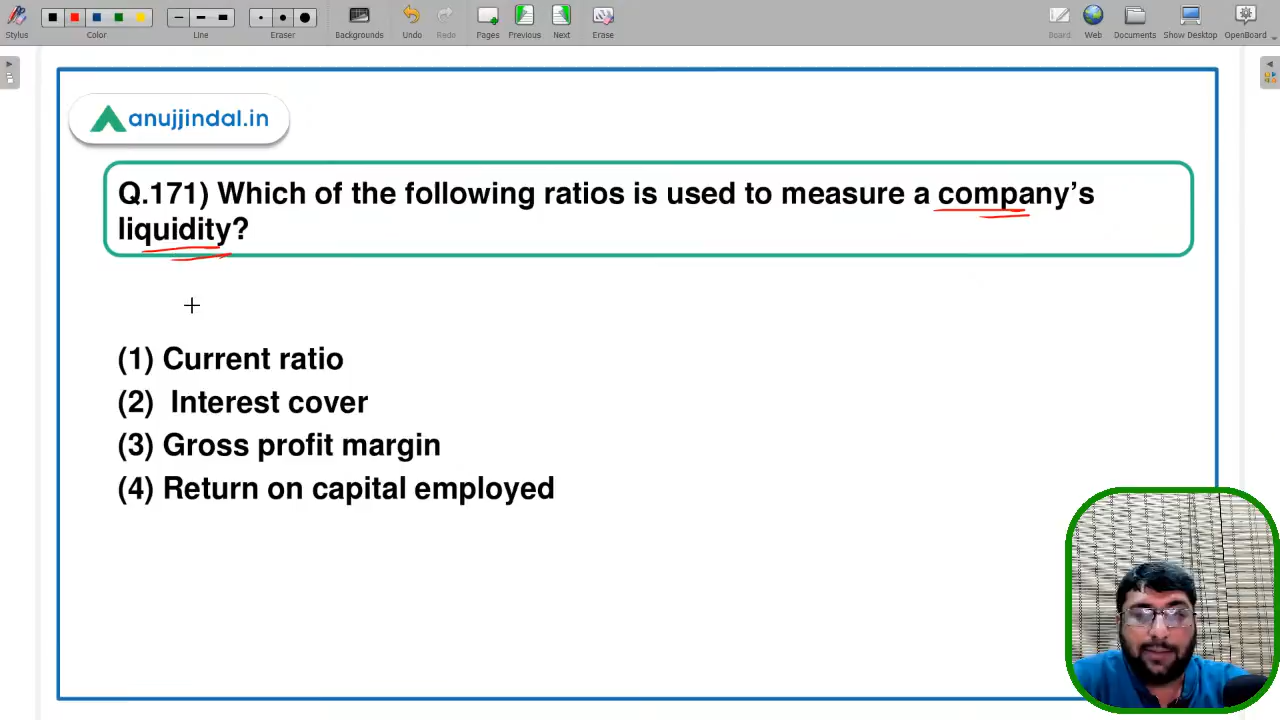 Stylus
Color
Line
Eraser
Backgrounds
Undo
Redo
Pages
Previous
Next
Erase
Board
Web
Documents
Show Desktop
OpenBoard
anujjindal.in
Q.171) Which of the following ratios is used to measure a company’s
liquidity?
(1) Current ratio
(2) Interest cover
(3) Gross profit margin
(4) Return on capital employed